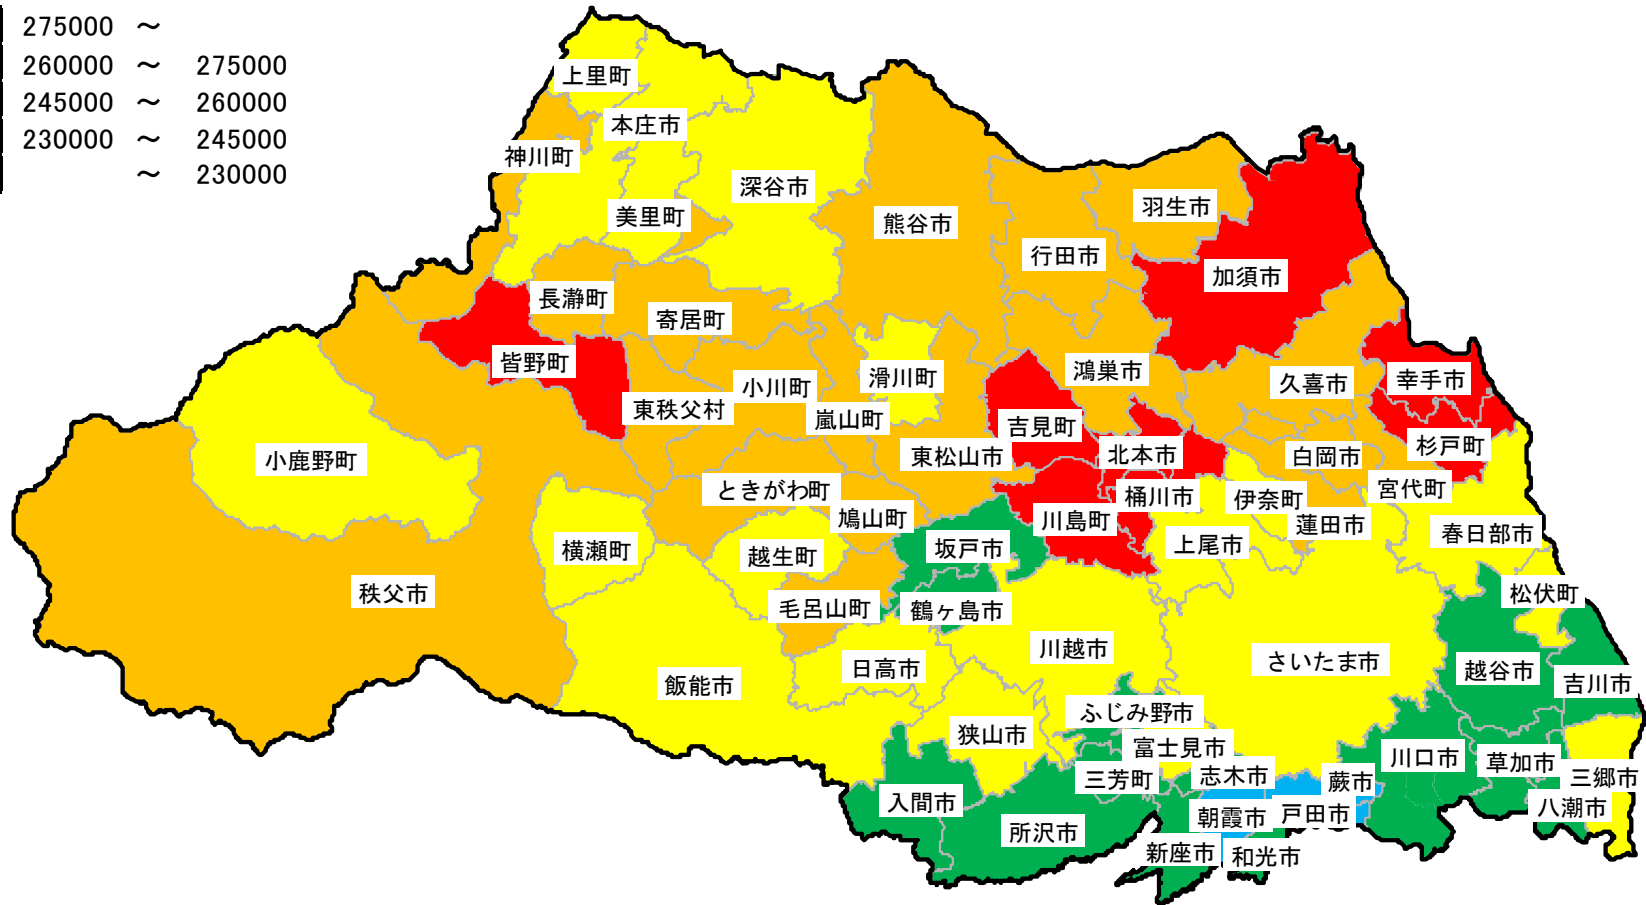 275000 ～
260000 ～ 275000
245000 ～ 260000
230000 ～ 245000
～ 230000
上里町
本庄市
神川町
深谷市
美里町
熊谷市
羽生市
行田市
加須市
長瀞町
寄居町
皆野町
小川町
滑川町
鴻巣市
久喜市
幸手市
東秩父村
嵐山町
吉見町
杉戸町
小鹿野町
東松山市
北本市
白岡市
ときがわ町
桶川市
伊奈町
宮代町
鳩山町
川島町
蓮田市
春日部市
横瀬町
越生町
坂戸市
上尾市
秩父市
毛呂山町
鶴ヶ島市
松伏町
飯能市
日高市
川越市
さいたま市
越谷市
吉川市
狭山市
ふじみ野市
富士見市
三芳町
志木市
蕨市
川口市
草加市
三郷市
入間市
所沢市
朝霞市
戸田市
八潮市
新座市
和光市